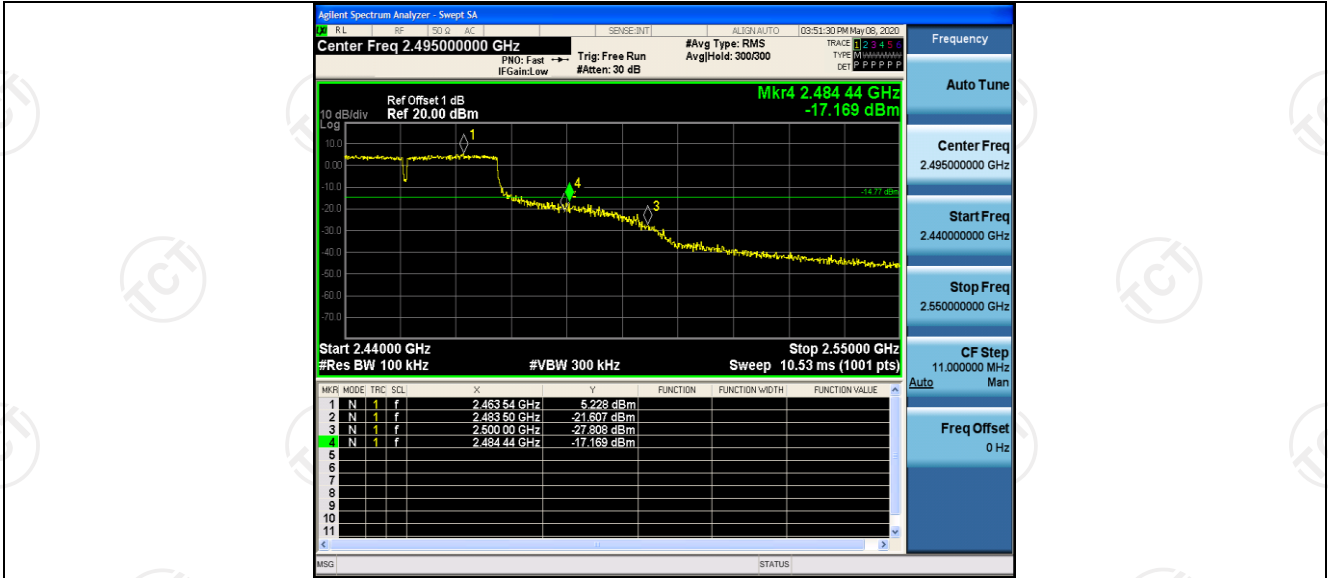 Agilent Spectrum Analyzer - Swept SA
RL RF 50 Ω AC SENSE:INT ALIGN AUTO 03:51:30 PM May 08, 2020
Center Freq 2.495000000 GHz
PNO: Fast
IFGain:Low
Trig: Free Run
#Atten: 30 dB
#Avg Type: RMS
Avg|Hold: 300/300
TRACE 1 2 3 4 5 6
TYPE M
DET P P P P P P
Mkr4 2.484 44 GHz
-17.169 dBm
Ref Offset 1 dB
10 dB/div Ref 20.00 dBm
Log
10.0
0.00
-10.0
-20.0
-30.0
-40.0
-50.0
-60.0
-70.0
1
4
3
-14.77 dBm
Start 2.44000 GHz Stop 2.55000 GHz
#Res BW 100 kHz #VBW 300 kHz Sweep 10.53 ms (1001 pts)
MKR MODE TRC SCL X Y FUNCTION FUNCTION WIDTH FUNCTION VALUE
1 N 1 f 2.463 54 GHz 5.228 dBm
2 N 1 f 2.483 50 GHz -21.607 dBm
3 N 1 f 2.500 00 GHz -27.808 dBm
4 N 1 f 2.484 44 GHz -17.169 dBm
5
6
7
8
9
10
11
MSG STATUS
Frequency
Auto Tune
Center Freq
2.495000000 GHz
Start Freq
2.440000000 GHz
Stop Freq
2.550000000 GHz
CF Step
11.000000 MHz
Auto Man
Freq Offset
0 Hz
TCT
TCT